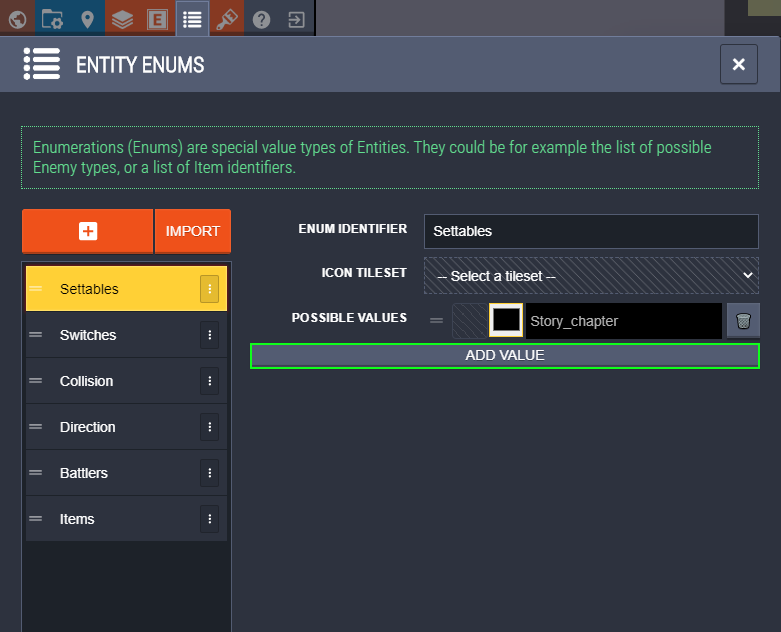 E
ENTITY ENUMS
Enumerations (Enums) are special value types of Entities. They could be for example the list of possible
Enemy types, or a list of Item identifiers.
IMPORT
ENUM IDENTIFIER
Settables
ICON TILESET
-- Select a tileset --
POSSIBLE VALUES
Story_chapter
ADD VALUE
Settables
Switches
Collision
Direction
Battlers
Items